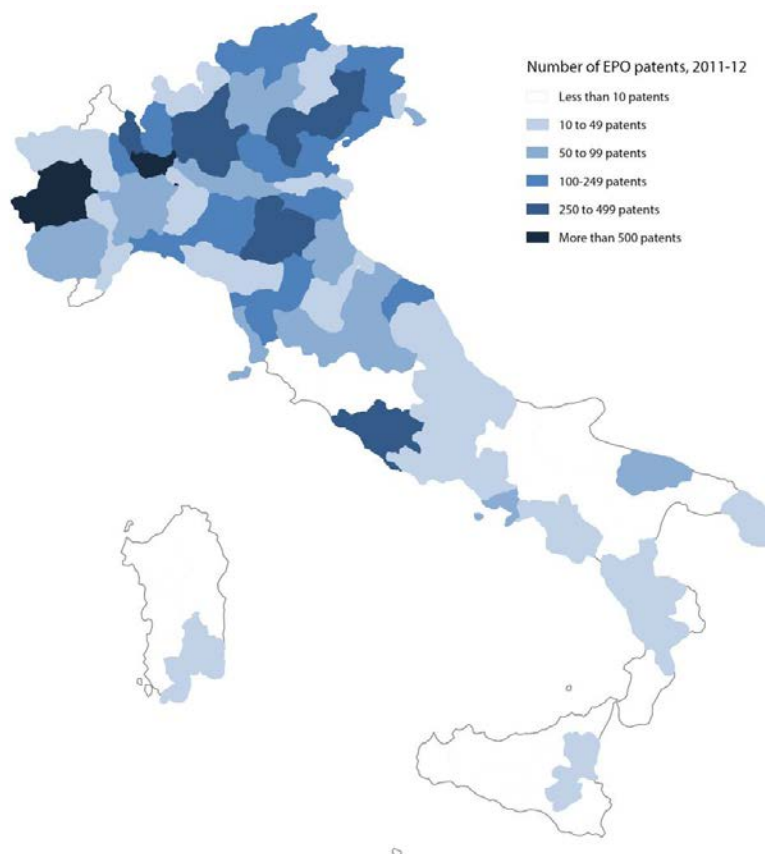 Number of EPO patents, 2011-12
Less than 10 patents
10 to 49 patents
50 to 99 patents
100-249 patents
250 to 499 patents
More than 500 patents